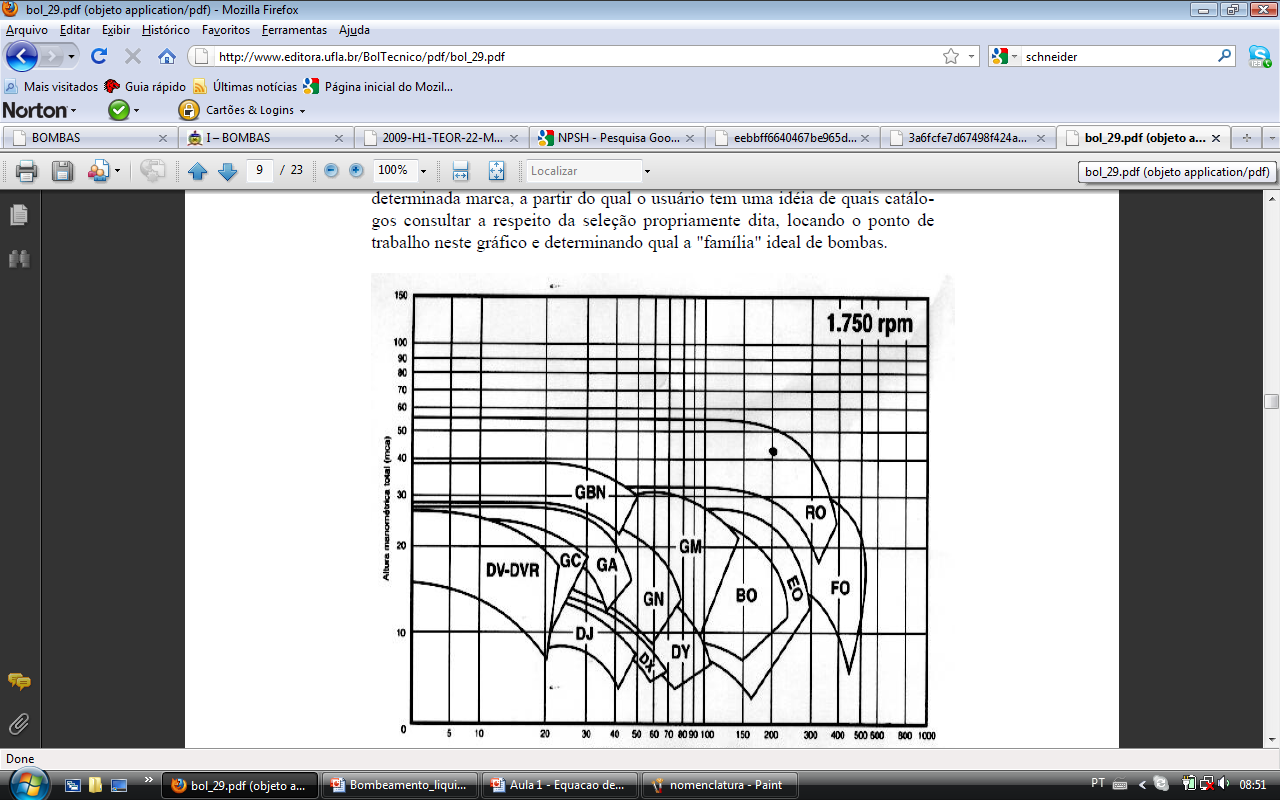 bol_29.pdf (objeto application/pdf) - Mozilla Firefox
Arquivo Editar Exibir Histórico Favoritos Ferramentas Ajuda
http://www.editora.ufla.br/BolTecnico/pdf/bol_29.pdf
schneider
Mais visitados Guia rápido Últimas notícias Página inicial do Mozil...
Norton Cartões & Logins
BOMBAS I – BOMBAS 2009-H1-TEOR-22-M... NPSH - Pesquisa Goo... eebbff6640467be965d... 3a6fcfe7d67498f424a... bol_29.pdf (objeto a...
9 / 23 100% Localizar
bol_29.pdf (objeto application/pdf)
determinada marca, a partir do qual o usuário tem uma idéia de quais catálo-
gos consultar a respeito da seleção propriamente dita, locando o ponto de
trabalho neste gráfico e determinando qual a "família" ideal de bombas.
150
1.750 rpm
100
90
80
70
60
50
40
30
20
10
0
Altura manométrica total (mca)
GBN
RO
GM
GC
GA
DV-DVR
EO
FO
BO
GN
DJ
DY
DX
5 10 20 30 40 50 60 70 80 90 100 150 200 300 400 500 600 800 1000
Done
bol_29.pdf (objeto a... Bombeamento_liqui... Aula 1 - Equacao de... nomenclatura - Paint
PT 08:51